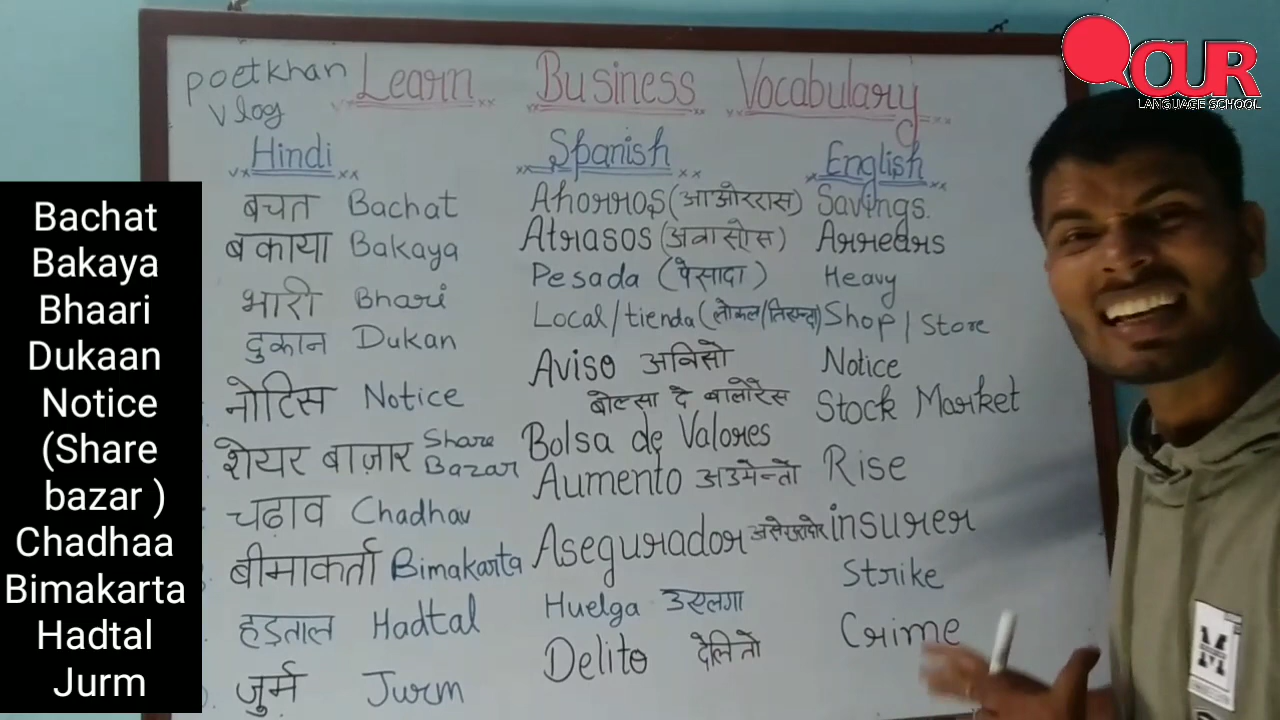 OUR
LANGUAGE SCHOOL
poetkhan
vlog
Learn Business Vocabulary
Hindi Spanish English
बचत Bachat Ahorros (आओररास) Savings.
बकाया Bakaya Atrasos (अत्रासोस) Arrears
भारी Bhari Pesada (पेसादा) Heavy
दुकान Dukan Local/tienda (लोकल/तिएन्दा) Shop / Store
नोटिस Notice Aviso अविसो Notice
बोल्सा दे बालोरेस
शेयर बाज़ार Share Bazar Bolsa de Valores Stock Market
चढ़ाव Chadhav Aumento अउमेन्तो Rise
बीमाकर्ता Bimakarta Asegurador insurer
हड़ताल Hadtal Huelga उएलगा Strike
जुर्म Jurm Delito देलितो Crime
Bachat
Bakaya
Bhaari
Dukaan
Notice
(Share
bazar )
Chadhaa
Bimakarta
Hadtal
Jurm
M